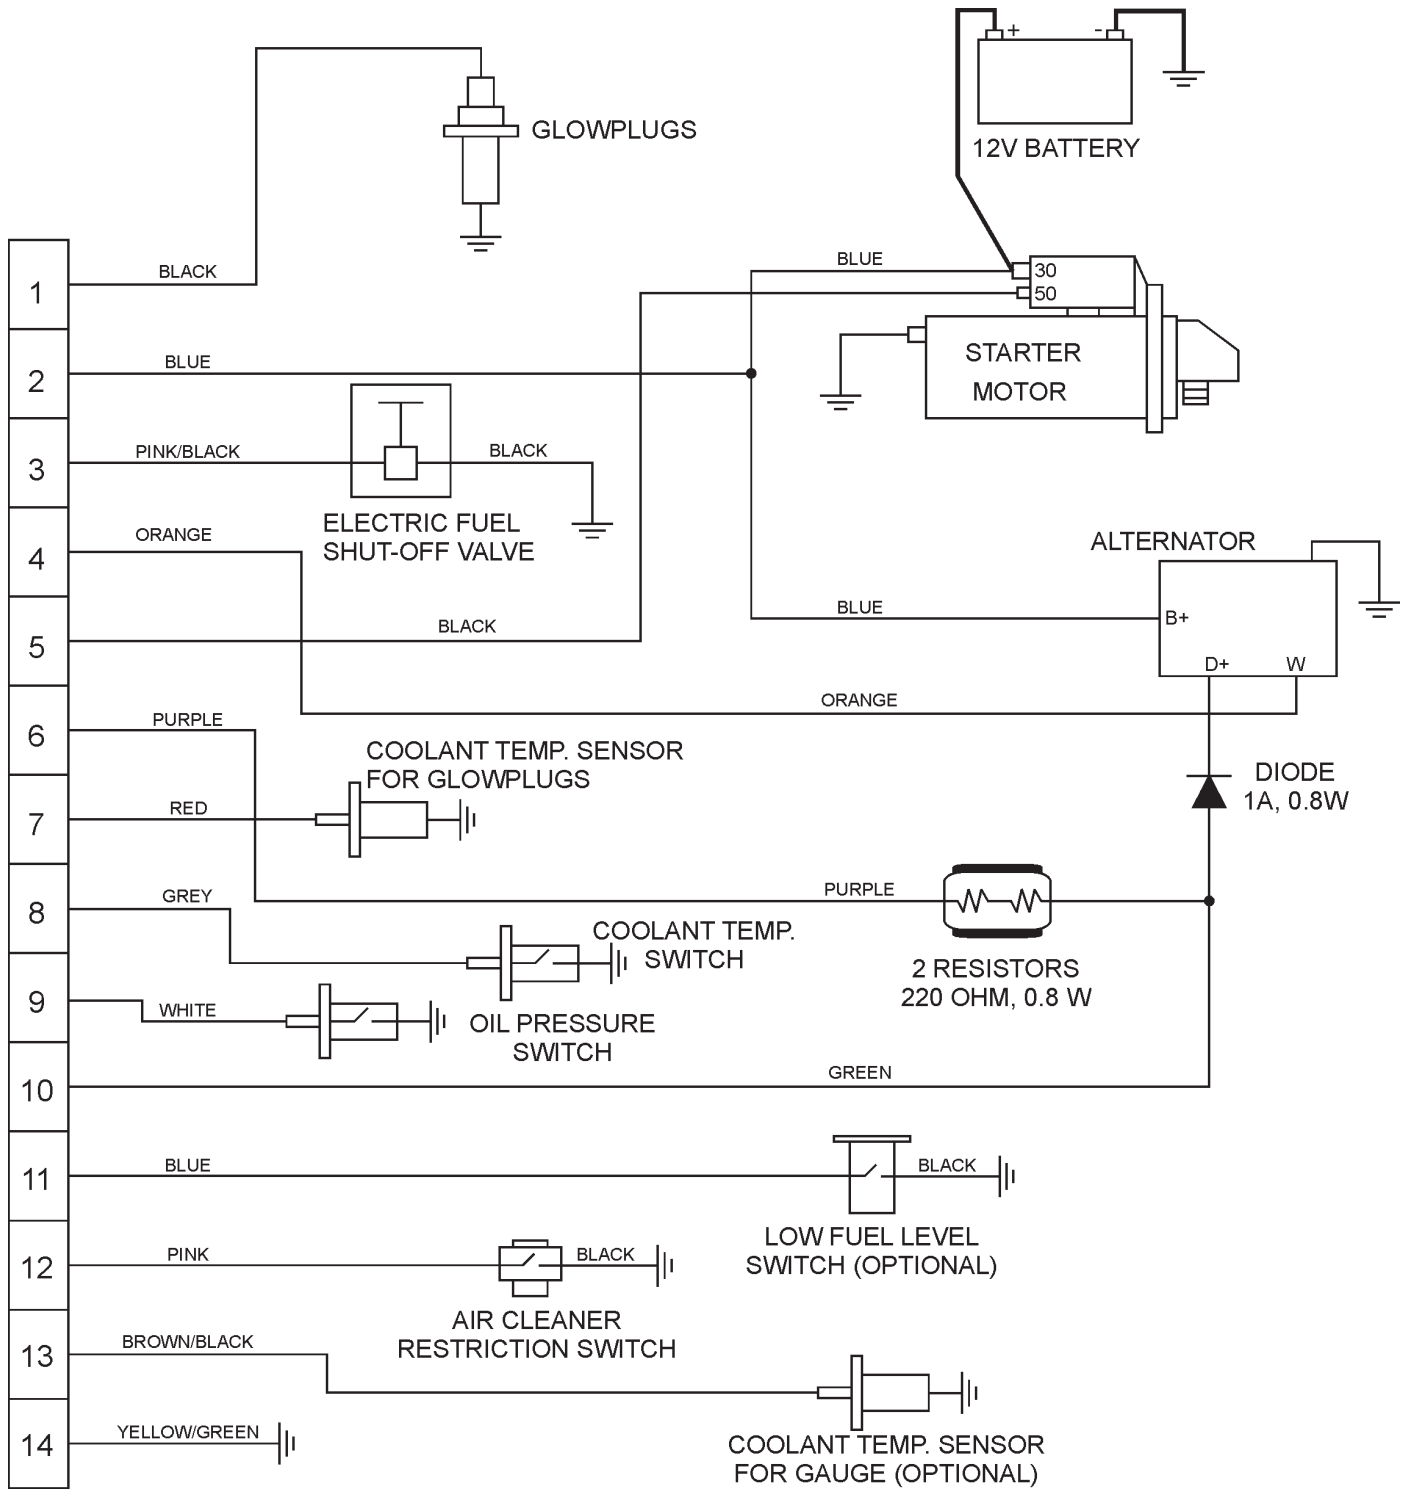 + -
GLOWPLUGS
12V BATTERY
1
BLACK
BLUE
30
50
STARTER
MOTOR
2
BLUE
3
PINK/BLACK
BLACK
ELECTRIC FUEL
SHUT-OFF VALVE
4
ORANGE
ALTERNATOR
5
BLACK
BLUE
B+
D+ W
ORANGE
6
PURPLE
COOLANT TEMP. SENSOR
FOR GLOWPLUGS
DIODE
1A, 0.8W
7
RED
PURPLE
8
GREY
COOLANT TEMP.
SWITCH
2 RESISTORS
220 OHM, 0.8 W
9
WHITE
OIL PRESSURE
SWITCH
10
GREEN
11
BLUE
BLACK
LOW FUEL LEVEL
SWITCH (OPTIONAL)
12
PINK
BLACK
AIR CLEANER
RESTRICTION SWITCH
13
BROWN/BLACK
14
YELLOW/GREEN
COOLANT TEMP. SENSOR
FOR GAUGE (OPTIONAL)